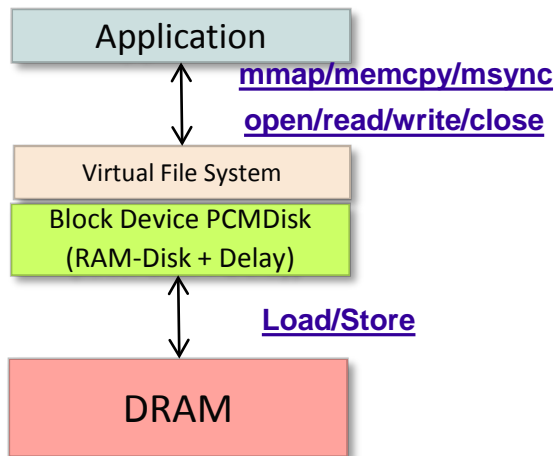 Application
mmap/memcpy/msync
open/read/write/close
Virtual File System
Block Device PCMDisk
(RAM-Disk + Delay)
Load/Store
DRAM